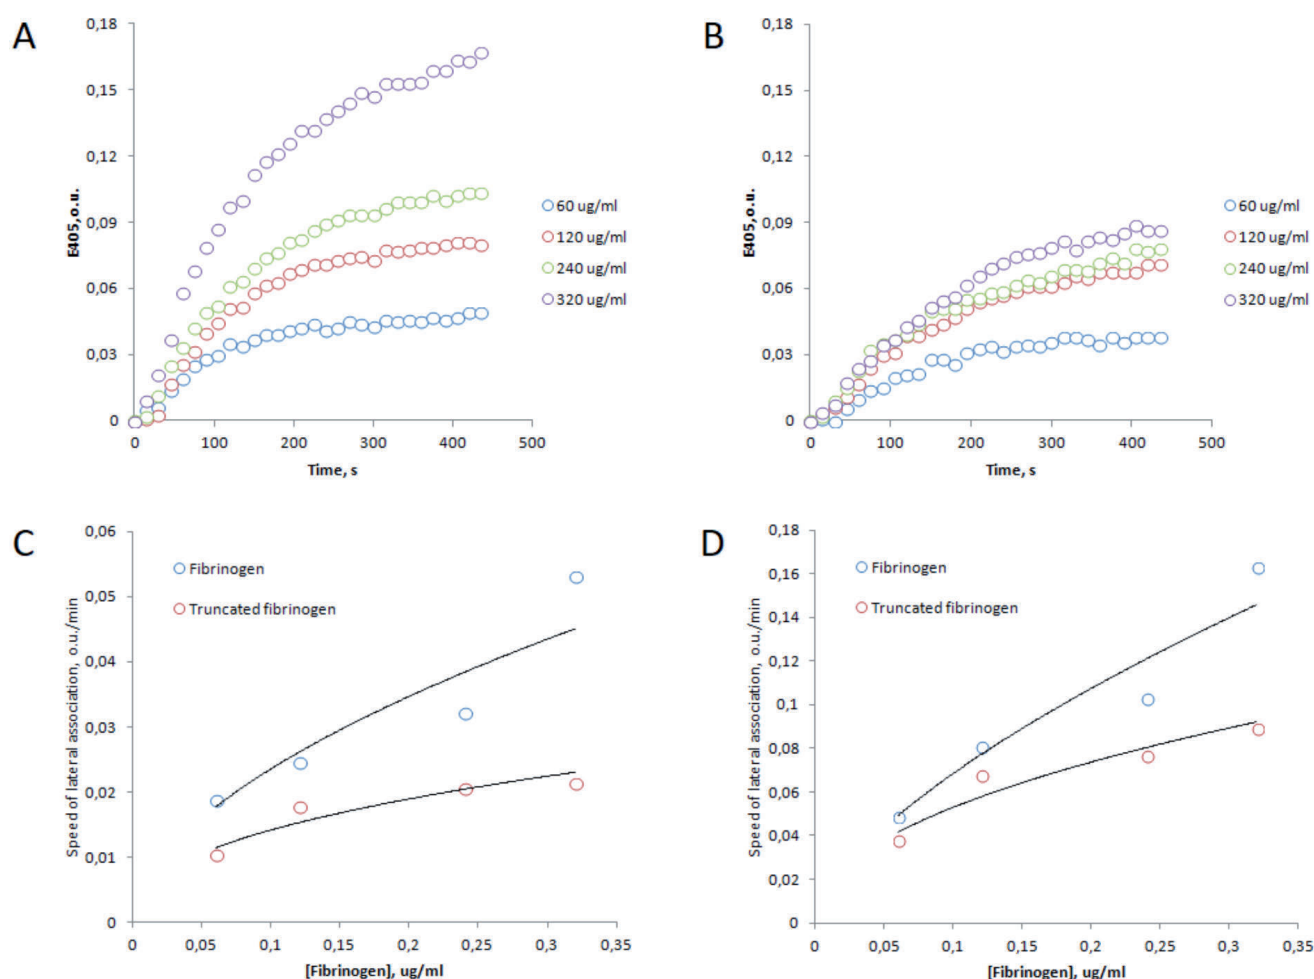 A
0,18
0,15
0,12
0,09
0,06
0,03
0
E405,o.u.
0 100 200 300 400 500
Time, s
60 ug/ml
120 ug/ml
240 ug/ml
320 ug/ml
B
0,18
0,15
0,12
0,09
0,06
0,03
0
E405,o.u.
0 100 200 300 400 500
Time, s
60 ug/ml
120 ug/ml
240 ug/ml
320 ug/ml
C
0,06
0,05
0,04
0,03
0,02
0,01
0
Speed of lateral association, o.u./min
Fibrinogen
Truncated fibrinogen
0 0,05 0,1 0,15 0,2 0,25 0,3 0,35
[Fibrinogen], ug/ml
D
0,18
0,16
0,14
0,12
0,1
0,08
0,06
0,04
0,02
0
Speed of lateral association, o.u./min
Fibrinogen
Truncated fibrinogen
0 0,05 0,1 0,15 0,2 0,25 0,3 0,35
[Fibrinogen], ug/ml